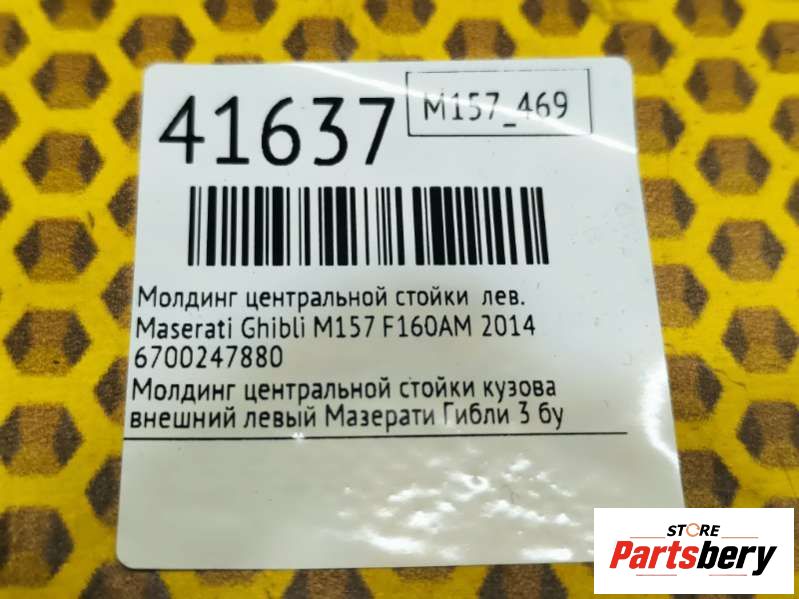 41637
M157_469
Молдинг центральной стойки лев.
Maserati Ghibli M157 F160AM 2014
6700247880
Молдинг центральной стойки кузова
внешний левый Мазерати Гибли 3 бу
STORE
Partsbery